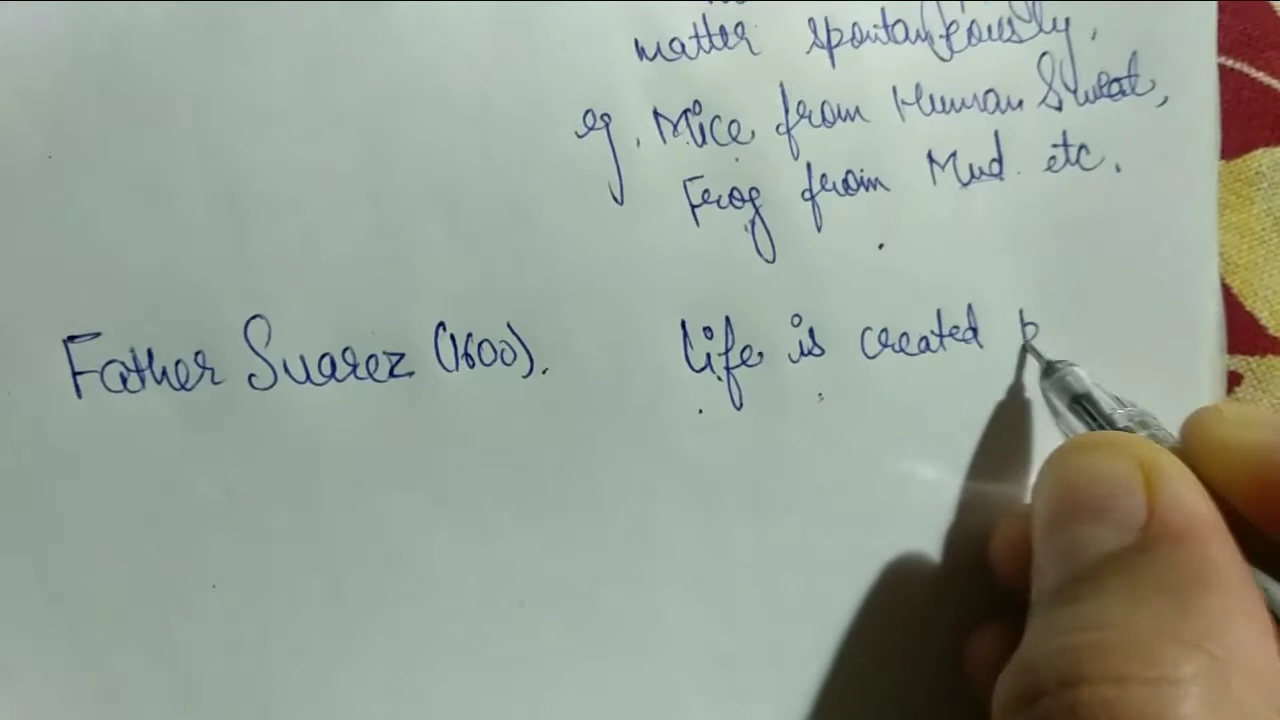 matter spontaneously.
eg. Mice from Human Sweat,
Frog from Mud etc.
Father Suarez (1600). Life is created b